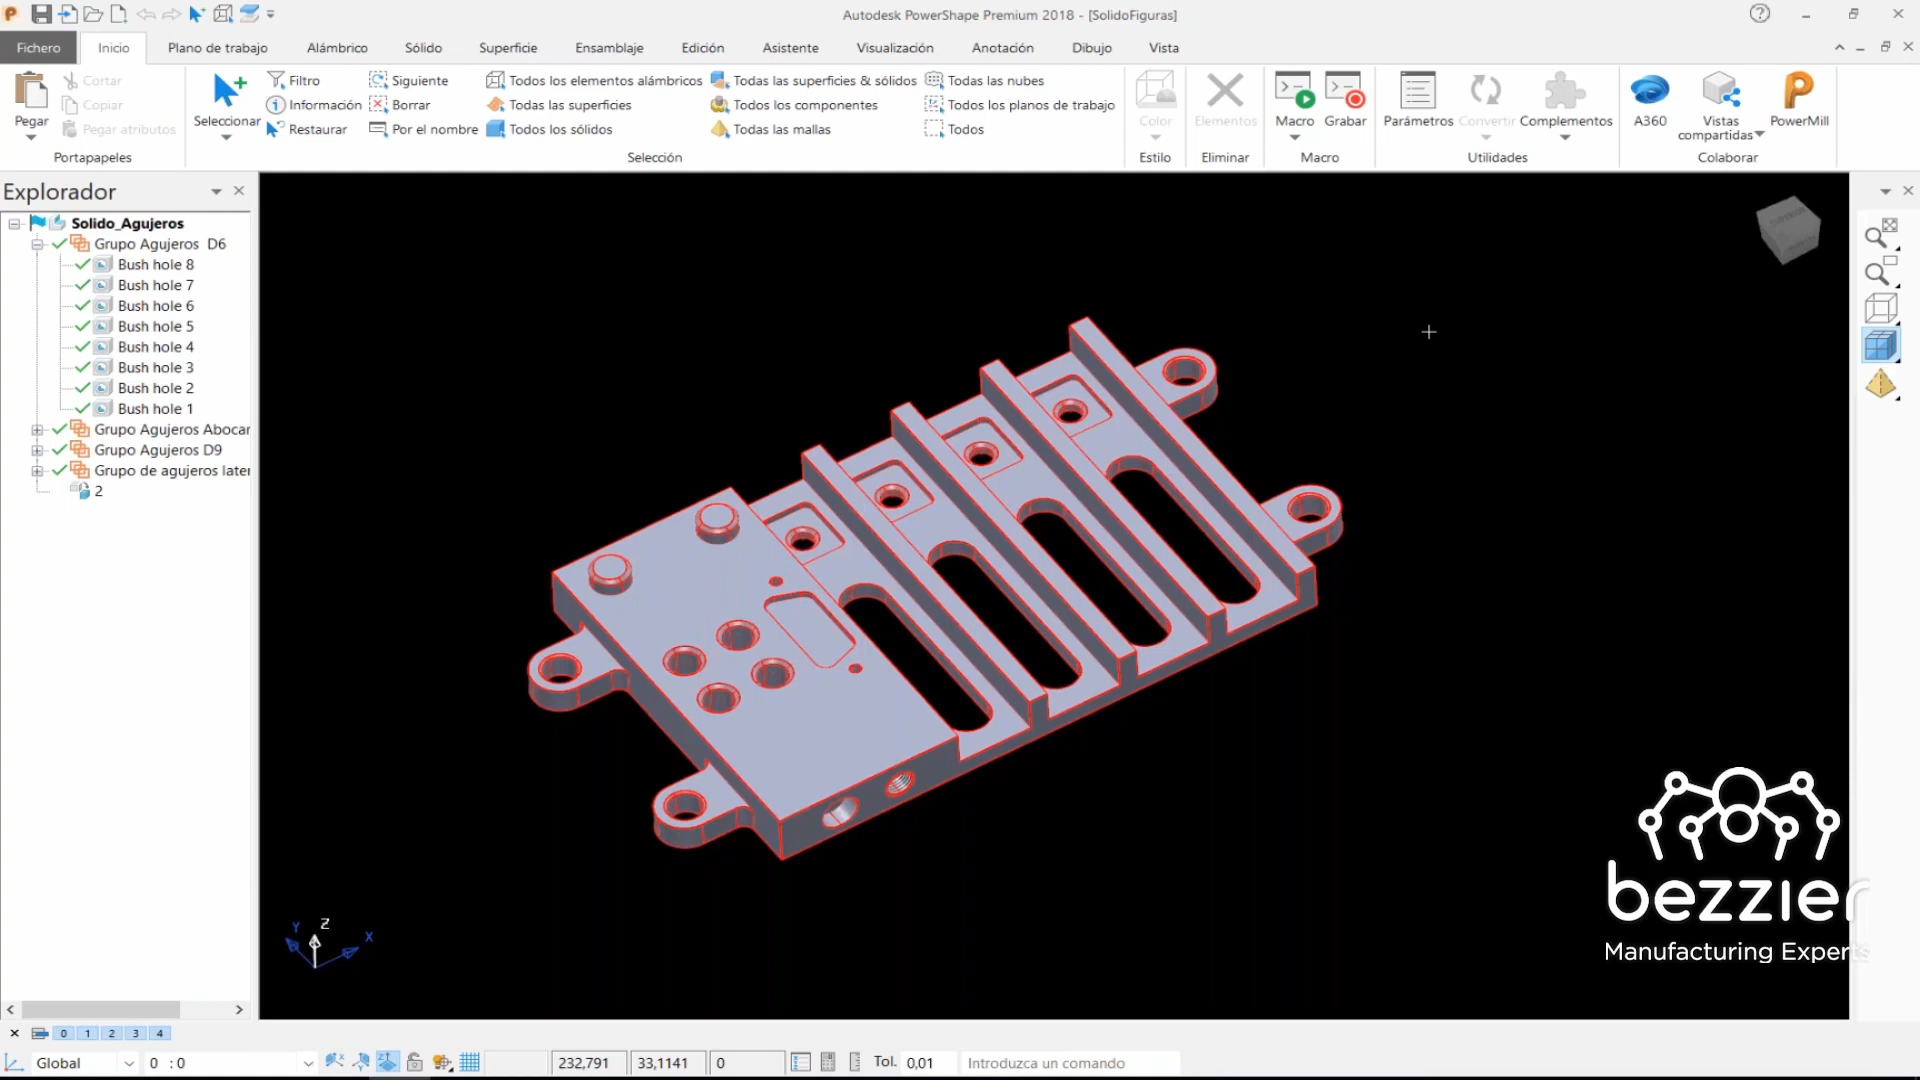 Autodesk PowerShape Premium 2018 - [SolidoFiguras]
Fichero
Inicio
Plano de trabajo
Alámbrico
Sólido
Superficie
Ensamblaje
Edición
Asistente
Visualización
Anotación
Dibujo
Vista
Pegar
Cortar
Copiar
Pegar atributos
Portapapeles
Seleccionar
Filtro
Información
Restaurar
Siguiente
Borrar
Por el nombre
Todos los elementos alámbricos
Todas las superficies
Todos los sólidos
Todas las superficies & sólidos
Todos los componentes
Todas las mallas
Todas las nubes
Todos los planos de trabajo
Todos
Selección
Color
Estilo
Elementos
Eliminar
Macro
Grabar
Macro
Parámetros
Convertir
Complementos
Utilidades
A360
Vistas
compartidas
PowerMill
Colaborar
Explorador
Solido_Agujeros
Grupo Agujeros D6
Bush hole 8
Bush hole 7
Bush hole 6
Bush hole 5
Bush hole 4
Bush hole 3
Bush hole 2
Bush hole 1
Grupo Agujeros Abocar
Grupo Agujeros D9
Grupo de agujeros later
2
Y
Z
X
bezzier
Manufacturing Experts
0 1 2 3 4
Global
0 :0
232,791
33,1141
0
Tol. 0,01
Introduzca un comando